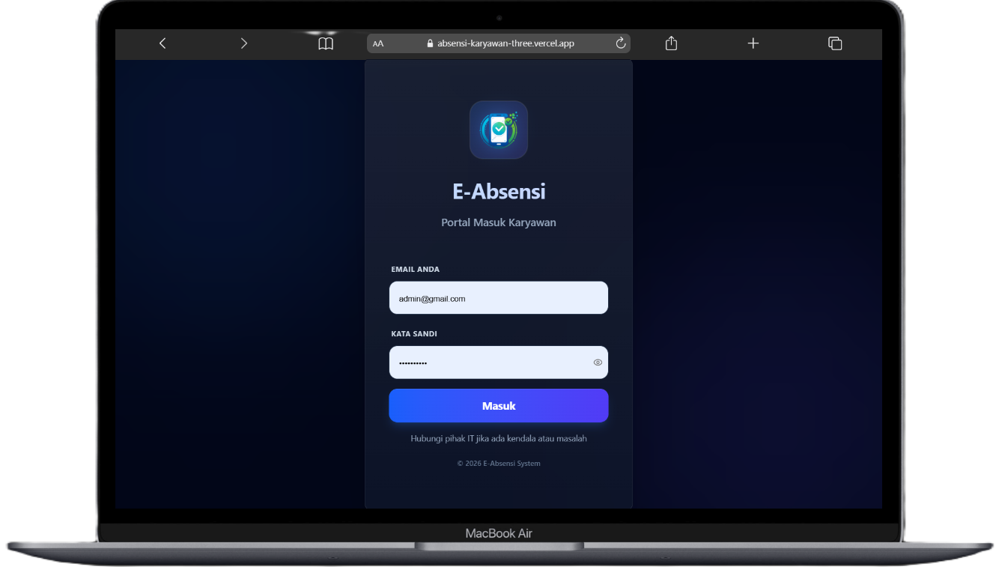 AA
absensi-karyawan-three.vercel.app
E-Absensi
Portal Masuk Karyawan
EMAIL ANDA
admin@gmail.com
KATA SANDI
Masuk
Hubungi pihak IT jika ada kendala atau masalah
© 2026 E-Absensi System
MacBook Air